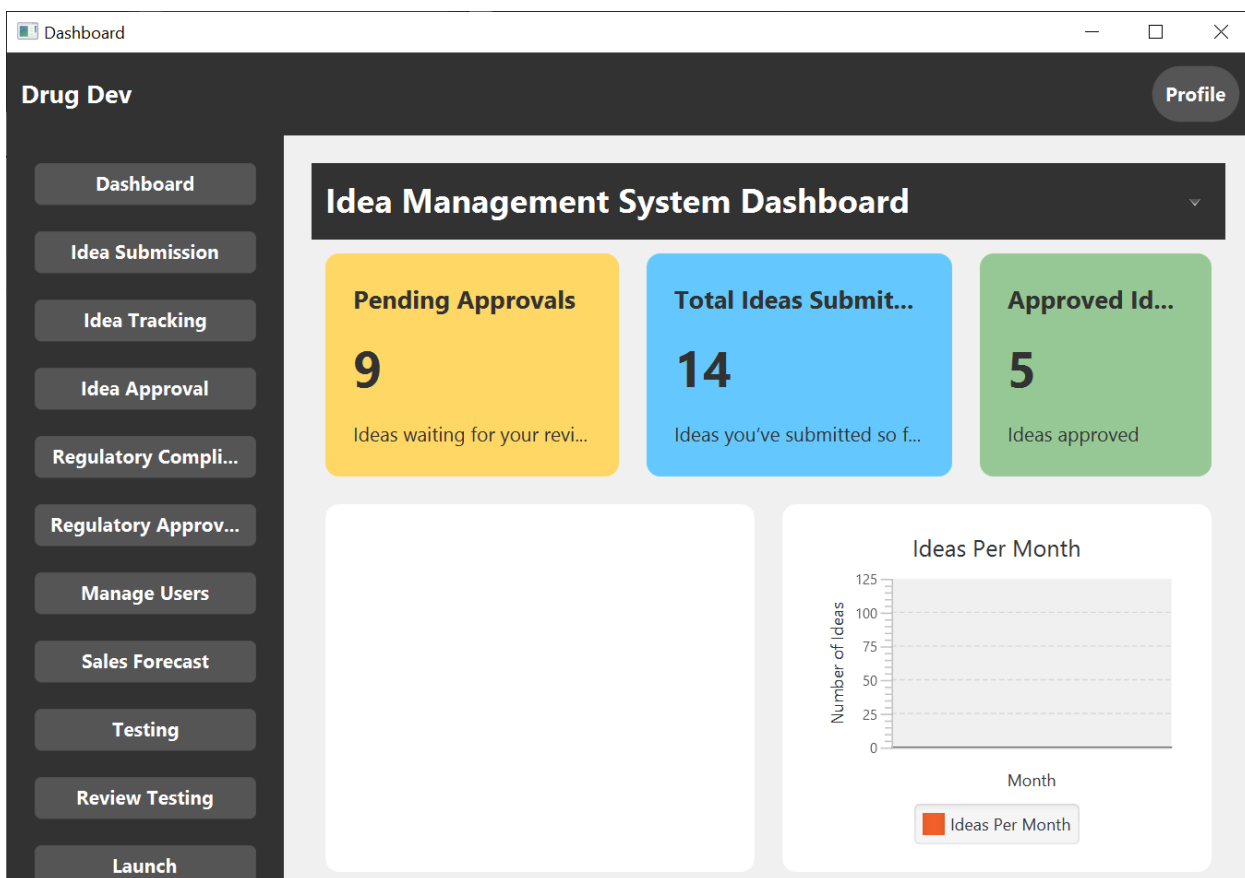 Dashboard
Drug Dev
Profile
Dashboard
Idea Submission
Idea Tracking
Idea Approval
Regulatory Compli...
Regulatory Approv...
Manage Users
Sales Forecast
Testing
Review Testing
Launch
Idea Management System Dashboard
Pending Approvals
9
Ideas waiting for your revi...
Total Ideas Submit...
14
Ideas you’ve submitted so f...
Approved Id...
5
Ideas approved
Ideas Per Month
Number of Ideas
125
100
75
50
25
0
Month
Ideas Per Month